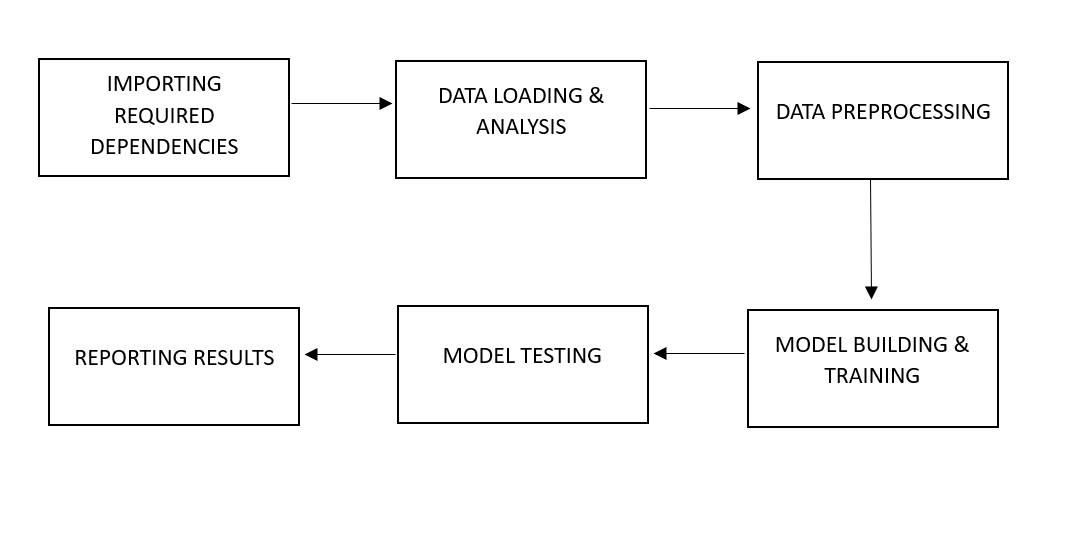 IMPORTING
REQUIRED
DEPENDENCIES
DATA LOADING &
ANALYSIS
DATA PREPROCESSING
MODEL BUILDING &
TRAINING
MODEL TESTING
REPORTING RESULTS